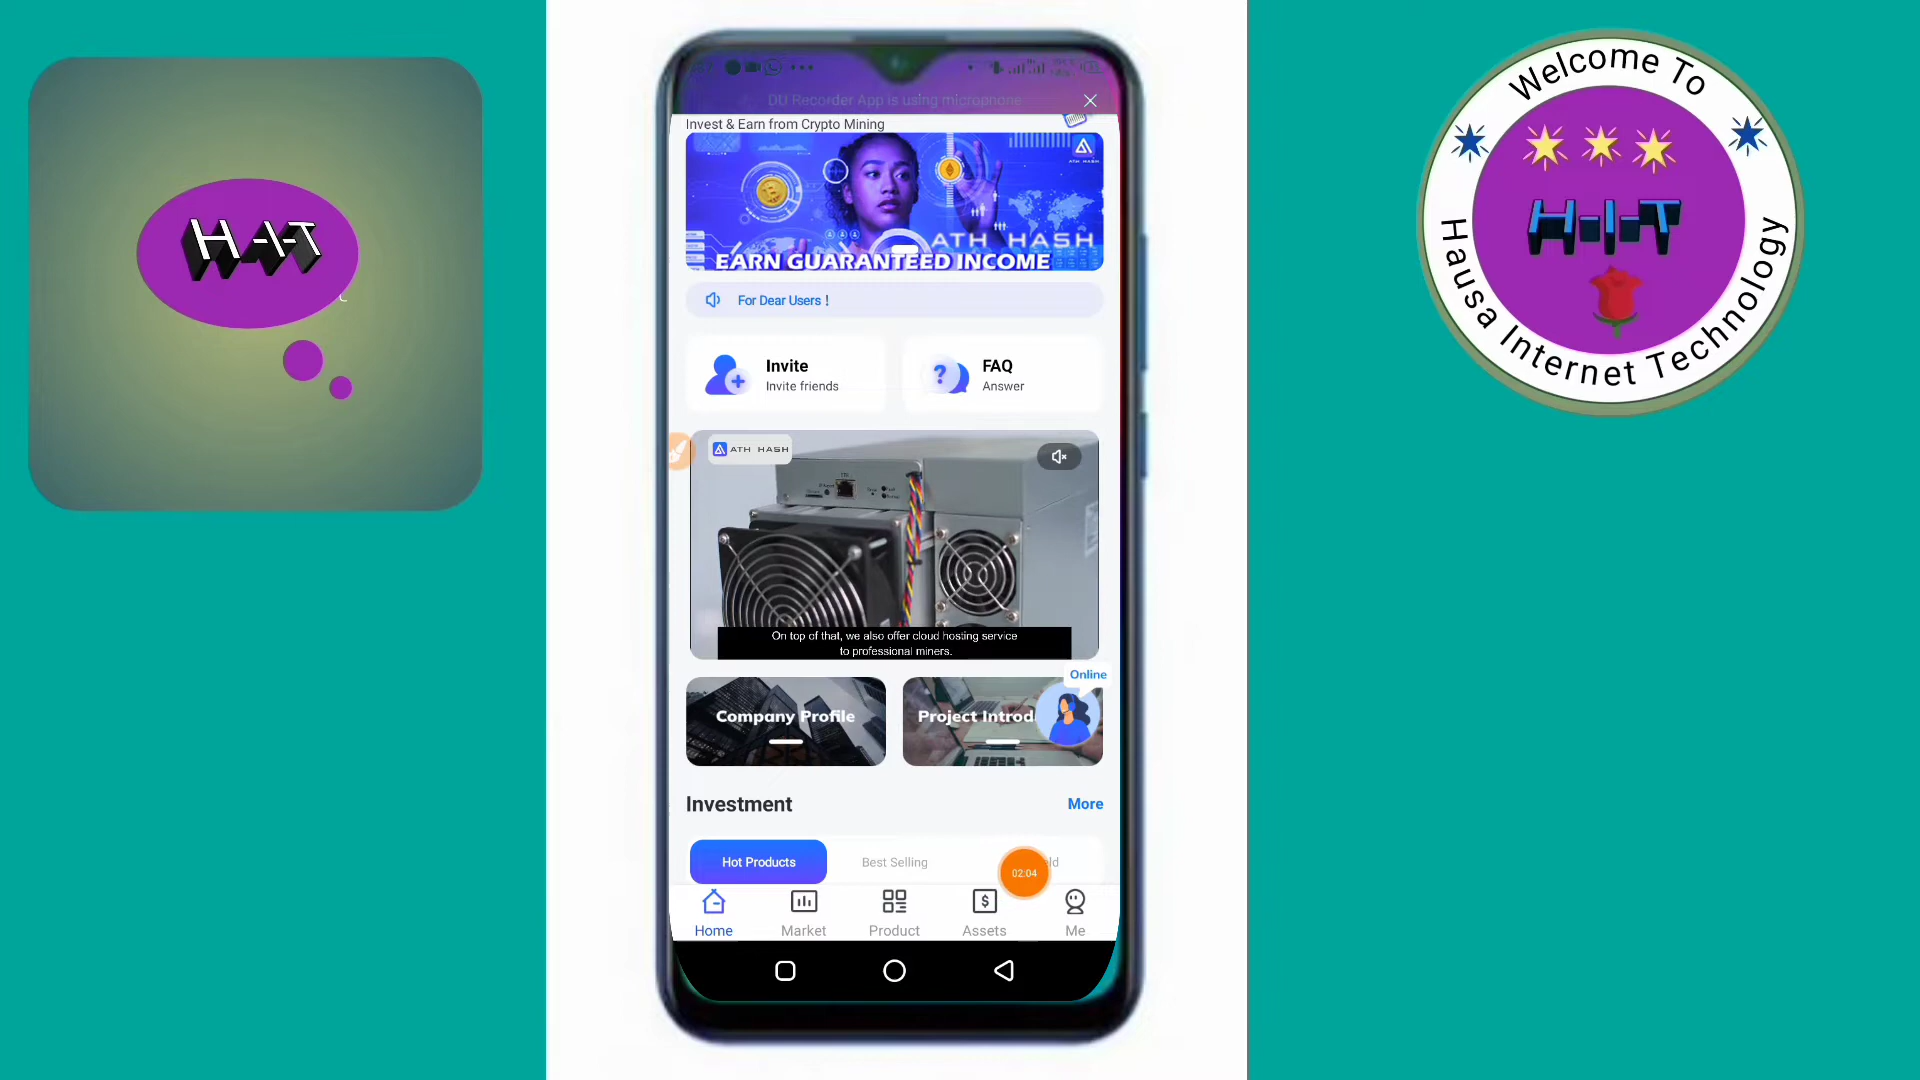 H-I-T
DU Recorder App is using microphone
Invest & Earn from Crypto Mining
ATH HASH
ATH HASH
EARN GUARANTEED INCOME
For Dear Users !
Invite
Invite friends
FAQ
Answer
ATH HASH
On top of that, we also offer cloud hosting service
to professional miners.
Online
Company Profile
Project Introd
Investment
More
Hot Products
Best Selling
ld
02:04
Home
Market
Product
Assets
Me
Welcome To
H-I-T
Hausa Internet Technology